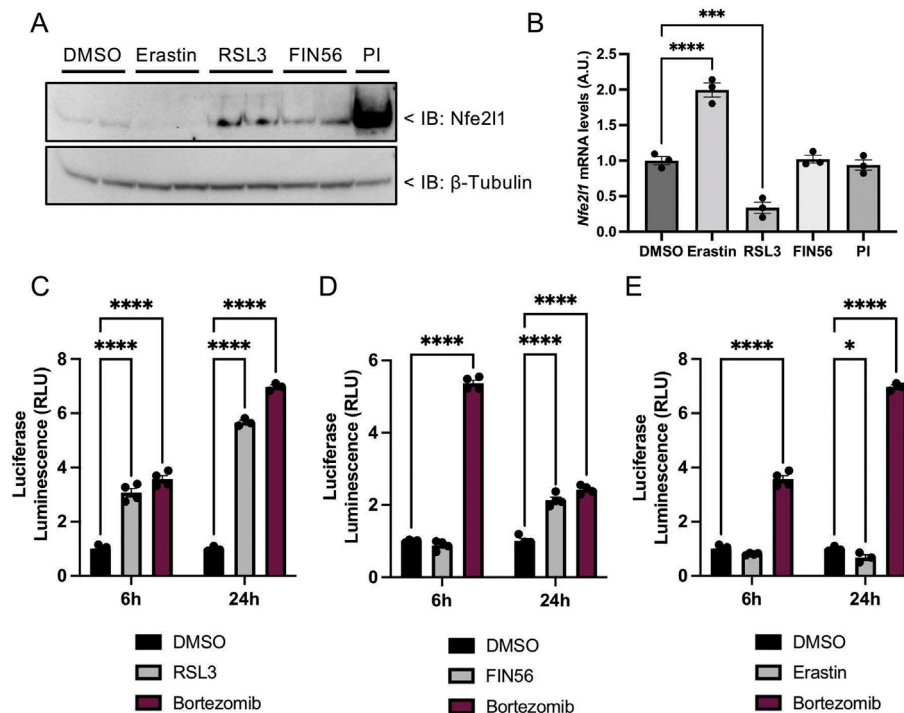 A
DMSO Erastin RSL3 FIN56 PI
< IB: Nfe2l1
< IB: β-Tubulin
B
Nfe2l1 mRNA levels (A.U.)
2.5
2.0
1.5
1.0
0.5
0.0
***
****
DMSO Erastin RSL3 FIN56 PI
C
Luciferase
Luminescence (RLU)
8
6
4
2
0
****
****
****
****
6h 24h
DMSO
RSL3
Bortezomib
D
Luciferase
Luminescence (RLU)
6
4
2
0
****
****
****
6h 24h
DMSO
FIN56
Bortezomib
E
Luciferase
Luminescence (RLU)
8
6
4
2
0
****
****
*
6h 24h
DMSO
Erastin
Bortezomib